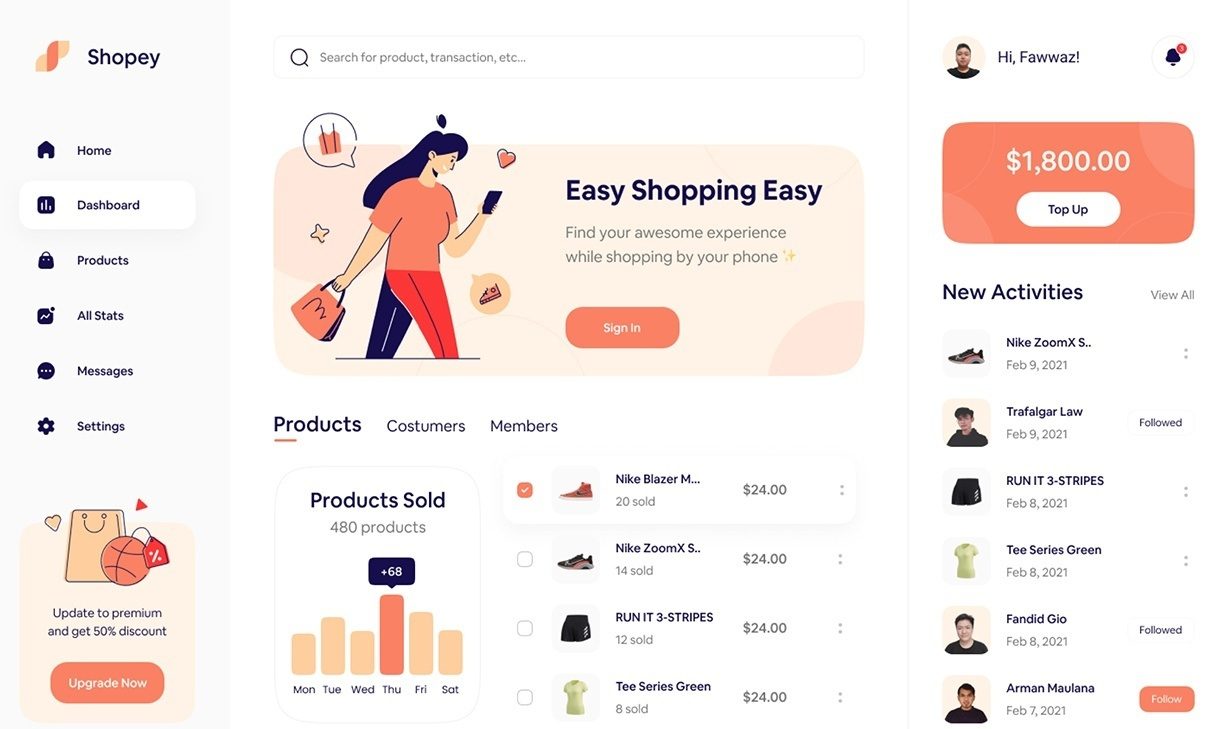 Shopey
Home
Dashboard
Products
All Stats
Messages
Settings
%
Update to premium
and get 50% discount
Upgrade Now
Search for product, transaction, etc...
Easy Shopping Easy
Find your awesome experience
while shopping by your phone ✨
Sign In
Products Costumers Members
Products Sold
480 products
+68
Mon Tue Wed Thu Fri Sat
Nike Blazer M...
20 sold
$24.00
Nike ZoomX S..
14 sold
$24.00
RUN IT 3-STRIPES
12 sold
$24.00
Tee Series Green
8 sold
$24.00
Hi, Fawwaz!
3
$1,800.00
Top Up
New Activities
View All
Nike ZoomX S..
Feb 9, 2021
Trafalgar Law
Feb 9, 2021
Followed
RUN IT 3-STRIPES
Feb 8, 2021
Tee Series Green
Feb 8, 2021
Fandid Gio
Feb 8, 2021
Followed
Arman Maulana
Feb 7, 2021
Follow